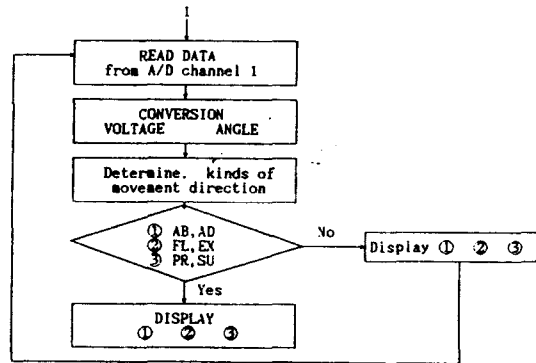 1
READ DATA
from A/D channel 1
CONVERSION
VOLTAGE ANGLE
Determine. kinds of
movement direction
① AB,AD
② FL,EX
③ PR,SU
No
Display ① ② ③
Yes
DISPLAY
① ② ③